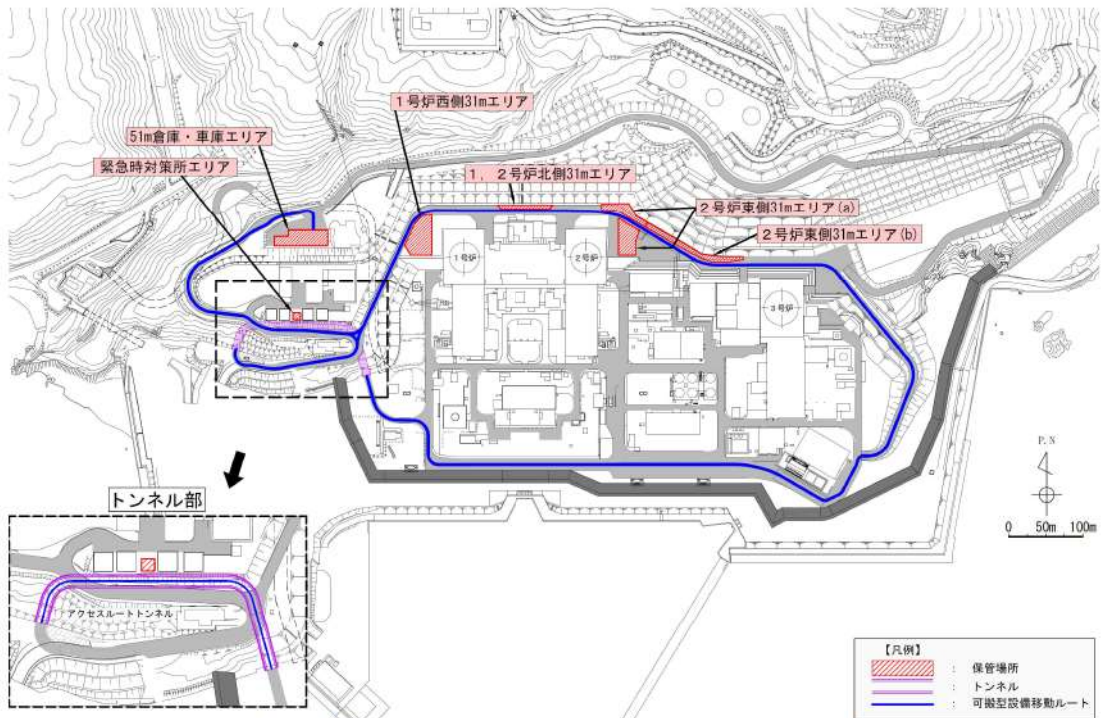 1号炉西側31mエリア
51m倉庫・車庫エリア
緊急時対策所エリア
1,2号炉北側31mエリア
2号炉東側31mエリア(a)
2号炉東側31mエリア(b)
1号炉
2号炉
3号炉
P.N
0 50m 100m
トンネル部
アクセスルートトンネル
【凡例】
: 保管場所
: トンネル
: 可搬型設備移動ルート